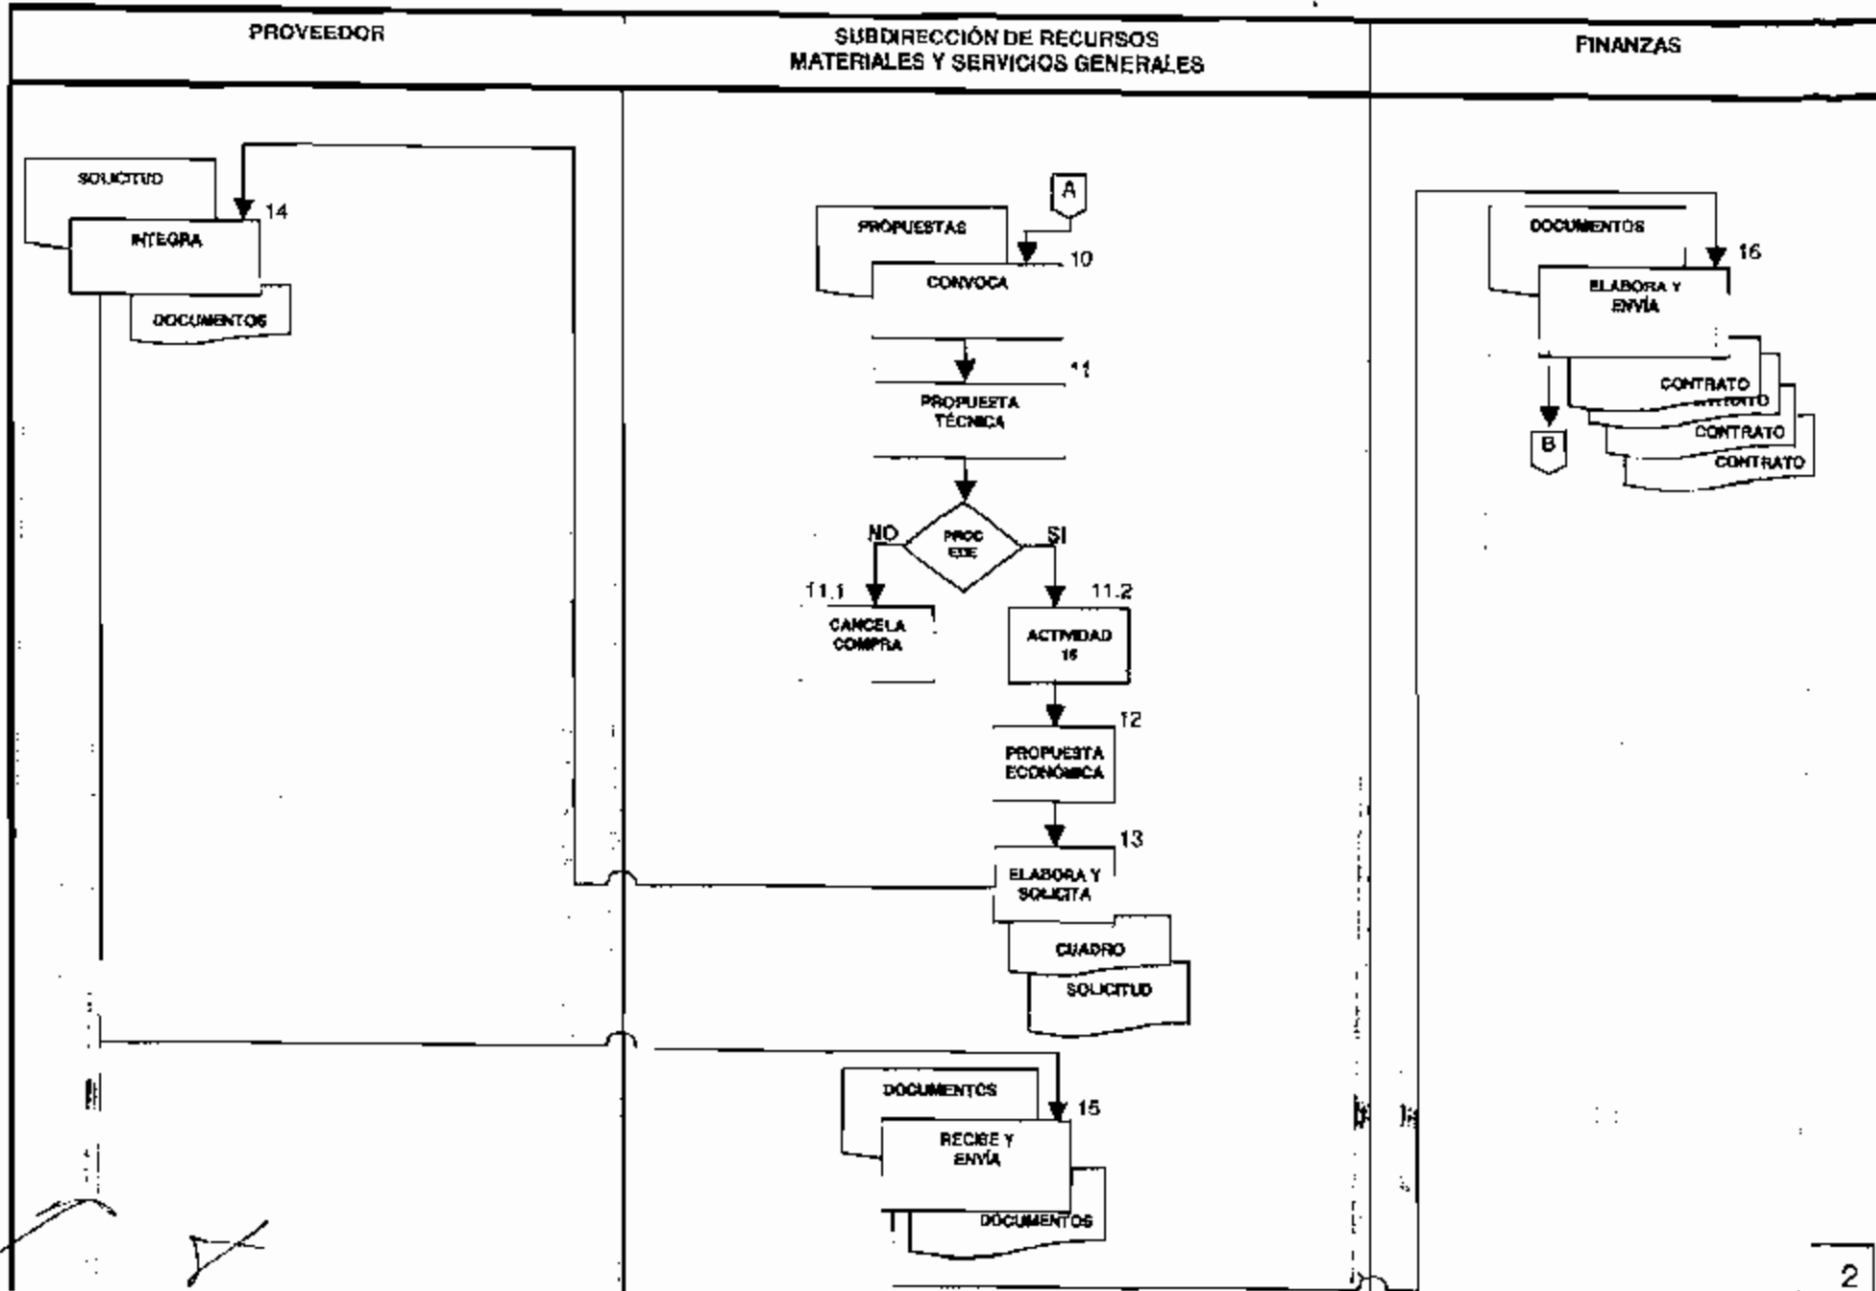 PROVEEDOR
SUBDIRECCIÓN DE RECURSOS
MATERIALES Y SERVICIOS GENERALES
FINANZAS
SOLICITUD
14
INTEGRA
DOCUMENTOS
A
PROPUESTAS
10
CONVOCA
11
PROPUESTA
TÉCNICA
NO
PROC
EDE
SI
11.1
CANCELA
COMPRA
11.2
ACTIVIDAD
12
PROPUESTA
ECONÓMICA
13
ELABORA Y
SOLICITA
CUADRO
SOLICITUD
DOCUMENTOS
15
RECIBE Y
ENVÍA
DOCUMENTOS
DOCUMENTOS
16
ELABORA Y
ENVÍA
CONTRATO
CONTRATO
CONTRATO
B
2